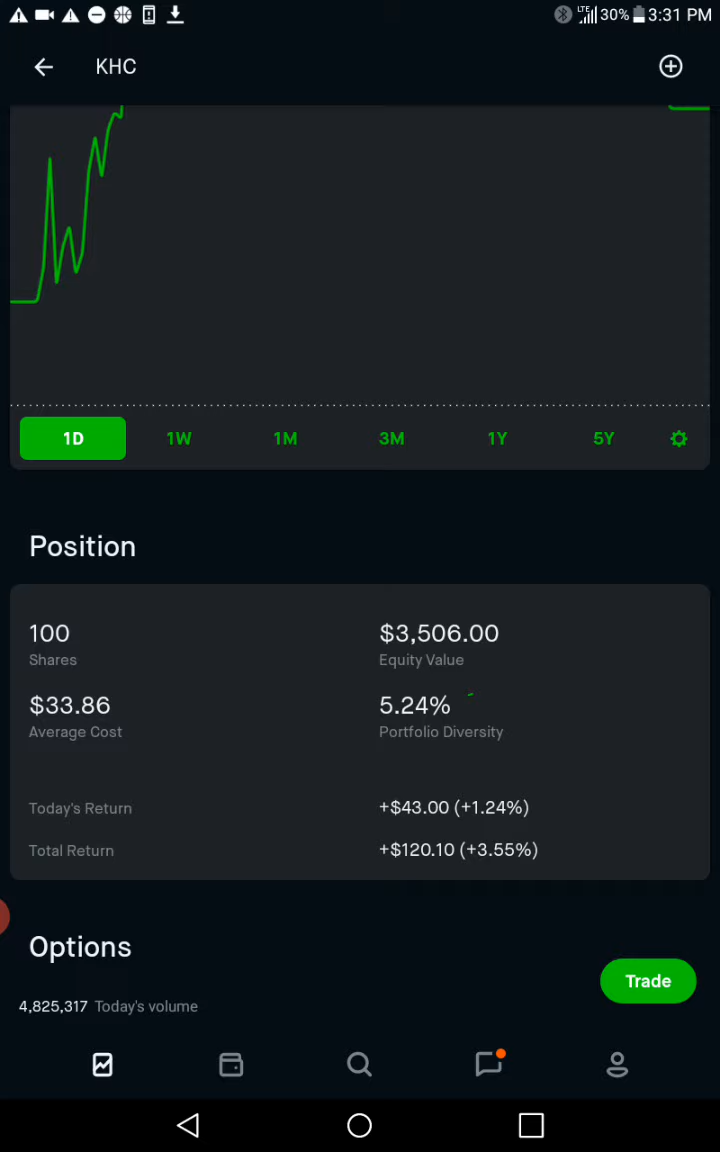 LTE 30% 3:31 PM
KHC
1D 1W 1M 3M 1Y 5Y
Position
100 $3,506.00
Shares Equity Value
$33.86 5.24%
Average Cost Portfolio Diversity
Today's Return +$43.00 (+1.24%)
Total Return +$120.10 (+3.55%)
Options
Trade
4,825,317 Today's volume